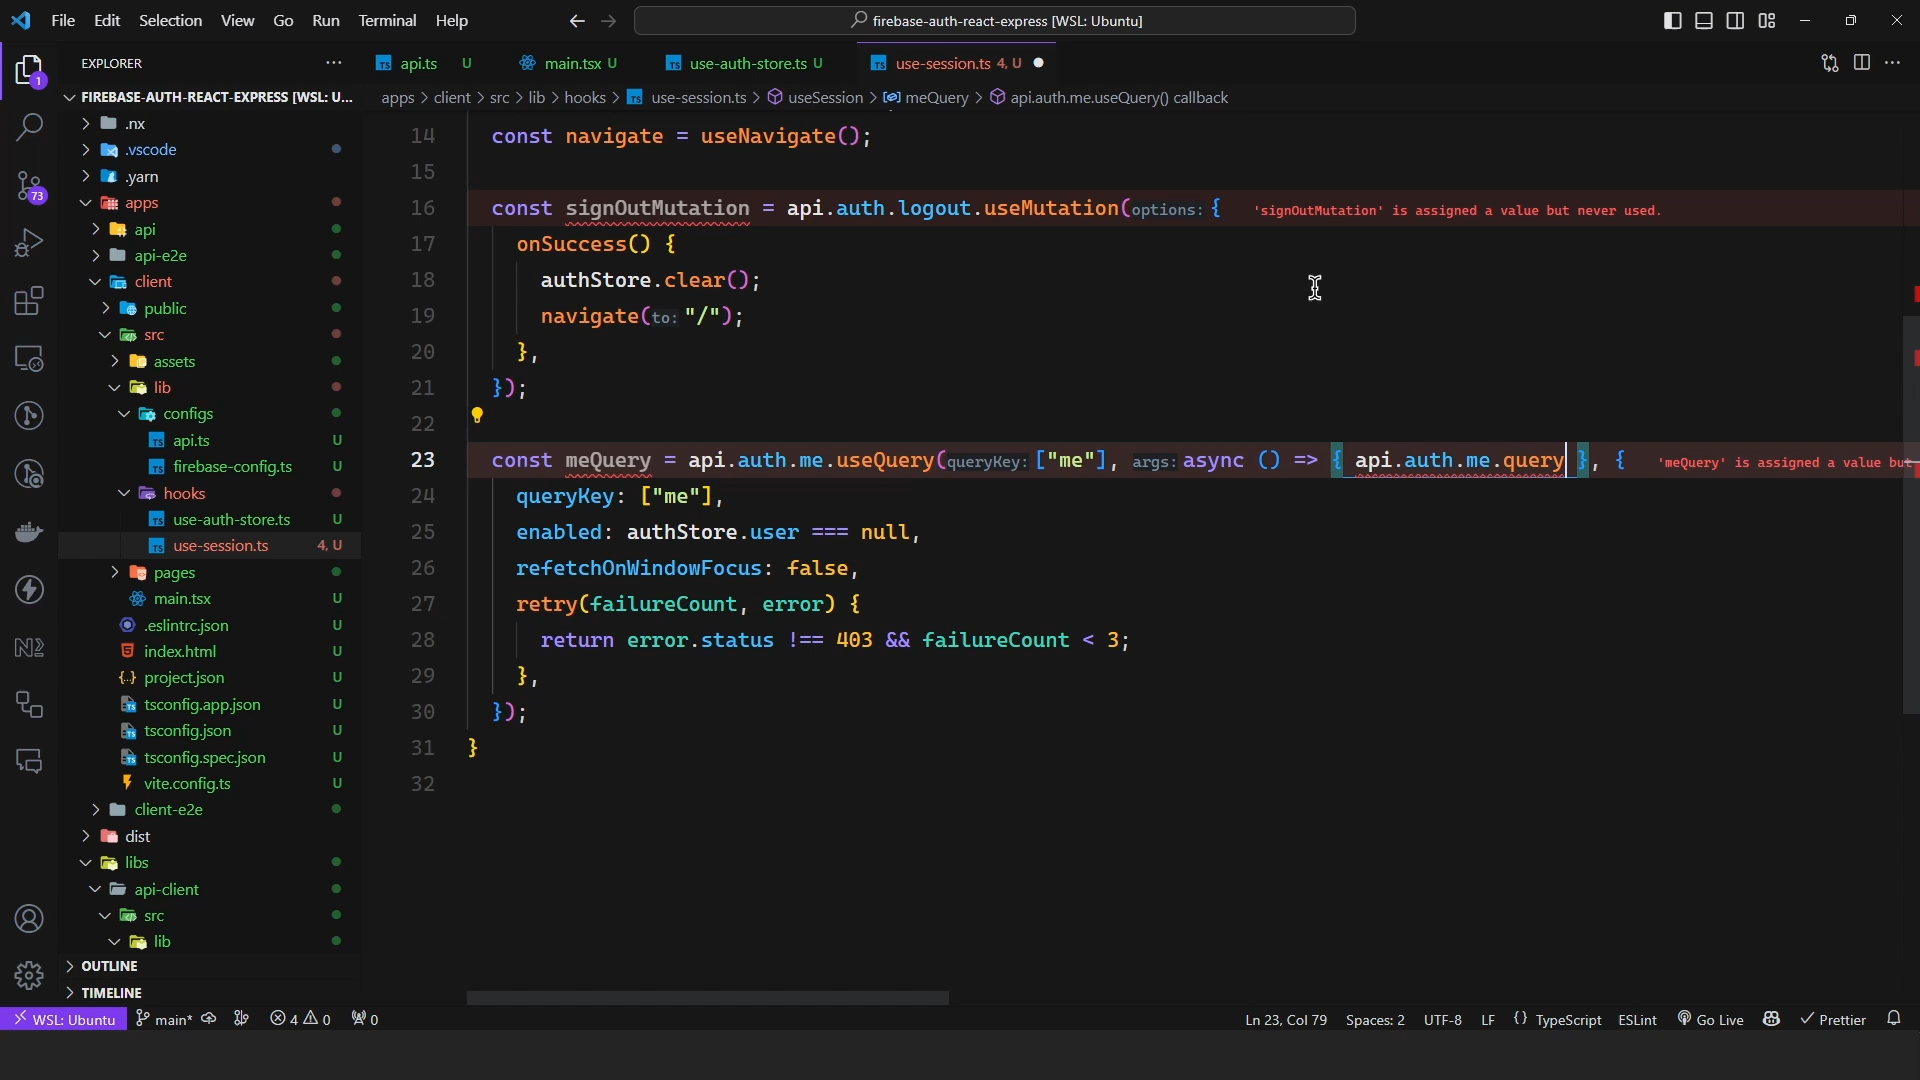 File Edit Selection View Go Run Terminal Help
firebase-auth-react-express [WSL: Ubuntu]
EXPLORER
api.ts U
main.tsx U
use-auth-store.ts U
use-session.ts 4, U
FIREBASE-AUTH-REACT-EXPRESS [WSL: U...
apps > client > src > lib > hooks > TS use-session.ts > useSession > meQuery > api.auth.me.useQuery() callback
.nx
.vscode
.yarn
apps
api
api-e2e
client
public
src
assets
lib
configs
TS api.ts U
TS firebase-config.ts U
hooks
TS use-auth-store.ts U
TS use-session.ts 4, U
pages
main.tsx U
.eslintrc.json U
index.html U
project.json U
tsconfig.app.json U
tsconfig.json U
tsconfig.spec.json U
vite.config.ts U
client-e2e
dist
libs
api-client
src
lib
OUTLINE
TIMELINE
1
73
14 const navigate = useNavigate();
15
16 const signOutMutation = api.auth.logout.useMutation(options: { 'signOutMutation' is assigned a value but never used.
17 onSuccess() {
18 authStore.clear();
19 navigate(to: "/");
20 },
21 });
22
23 const meQuery = api.auth.me.useQuery(queryKey: ["me"], args: async () => { api.auth.me.query }, { 'meQuery' is assigned a value but
24 queryKey: ["me"],
25 enabled: authStore.user === null,
26 refetchOnWindowFocus: false,
27 retry(failureCount, error) {
28 return error.status !== 403 && failureCount < 3;
29 },
30 });
31 }
32
WSL: Ubuntu main* 4 0 0 Ln 23, Col 79 Spaces: 2 UTF-8 LF {} TypeScript ESLint Go Live Prettier